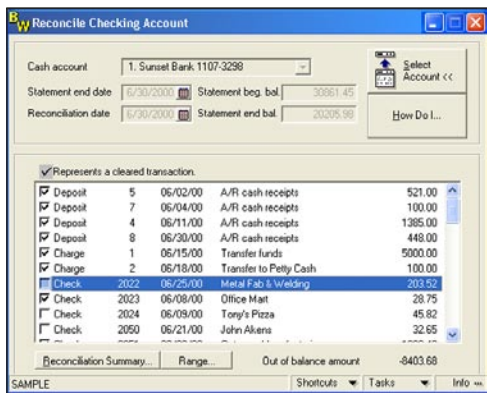 BW Reconcile Checking Account
Cash account 1. Sunset Bank 1107-3298
Select Account <<
Statement end date 6/30/2000 Statement beg. bal. 30861.45
Reconciliation date 6/30/2000 Statement end bal. 20205.98
How Do I...
Represents a cleared transaction.
Deposit 5 06/02/00 A/R cash receipts 521.00
Deposit 7 06/04/00 A/R cash receipts 100.00
Deposit 4 06/11/00 A/R cash receipts 1385.00
Deposit 8 06/30/00 A/R cash receipts 448.00
Charge 1 06/15/00 Transfer funds 5000.00
Charge 2 06/18/00 Transfer to Petty Cash 100.00
Check 2022 06/25/00 Metal Fab & Welding 203.52
Check 2023 06/08/00 Office Mart 28.75
Check 2024 06/09/00 Tony's Pizza 45.82
Check 2050 06/21/00 John Akens 32.65
Reconciliation Summary... Range... Out of balance amount -8403.68
SAMPLE Shortcuts Tasks Info ...